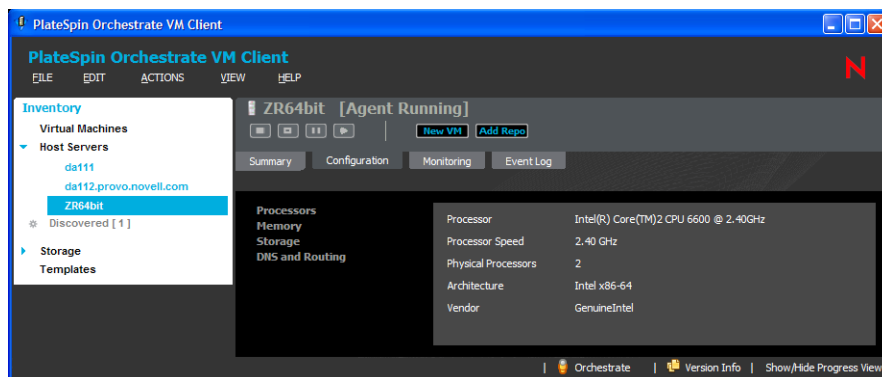 PlateSpin Orchestrate VM Client
PlateSpin Orchestrate VM Client
FILE EDIT ACTIONS VIEW HELP
N
Inventory
Virtual Machines
Host Servers
da111
da112.provo.novell.com
ZR64bit
Discovered [ 1 ]
Storage
Templates
ZR64bit [Agent Running]
New VM Add Repo
Summary Configuration Monitoring Event Log
Processors
Memory
Storage
DNS and Routing
Processor Intel(R) Core(TM)2 CPU 6600 @ 2.40GHz
Processor Speed 2.40 GHz
Physical Processors 2
Architecture Intel x86-64
Vendor GenuineIntel
| Orchestrate | Version Info | Show/Hide Progress View